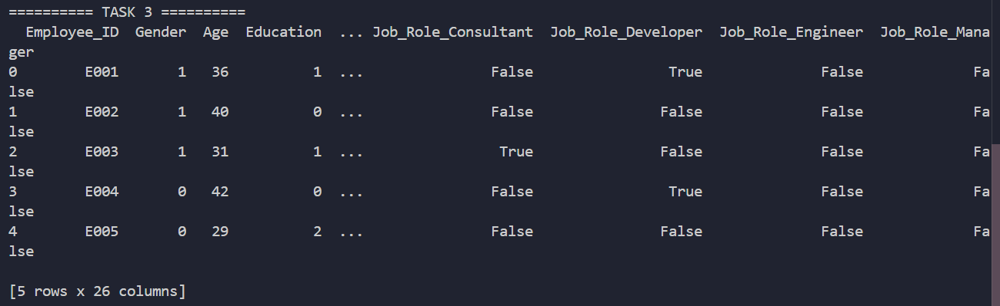 ========== TASK 3 ==========
  Employee_ID  Gender  Age  Education  ... Job_Role_Consultant  Job_Role_Developer  Job_Role_Engineer  Job_Role_Mana
ger
0        E001       1   36          1  ...               False                True              False             Fa
lse
1        E002       1   40          0  ...               False               False              False             Fa
lse
2        E003       1   31          1  ...                True               False              False             Fa
lse
3        E004       0   42          0  ...               False                True              False             Fa
lse
4        E005       0   29          2  ...               False               False              False             Fa
lse
[5 rows x 26 columns]